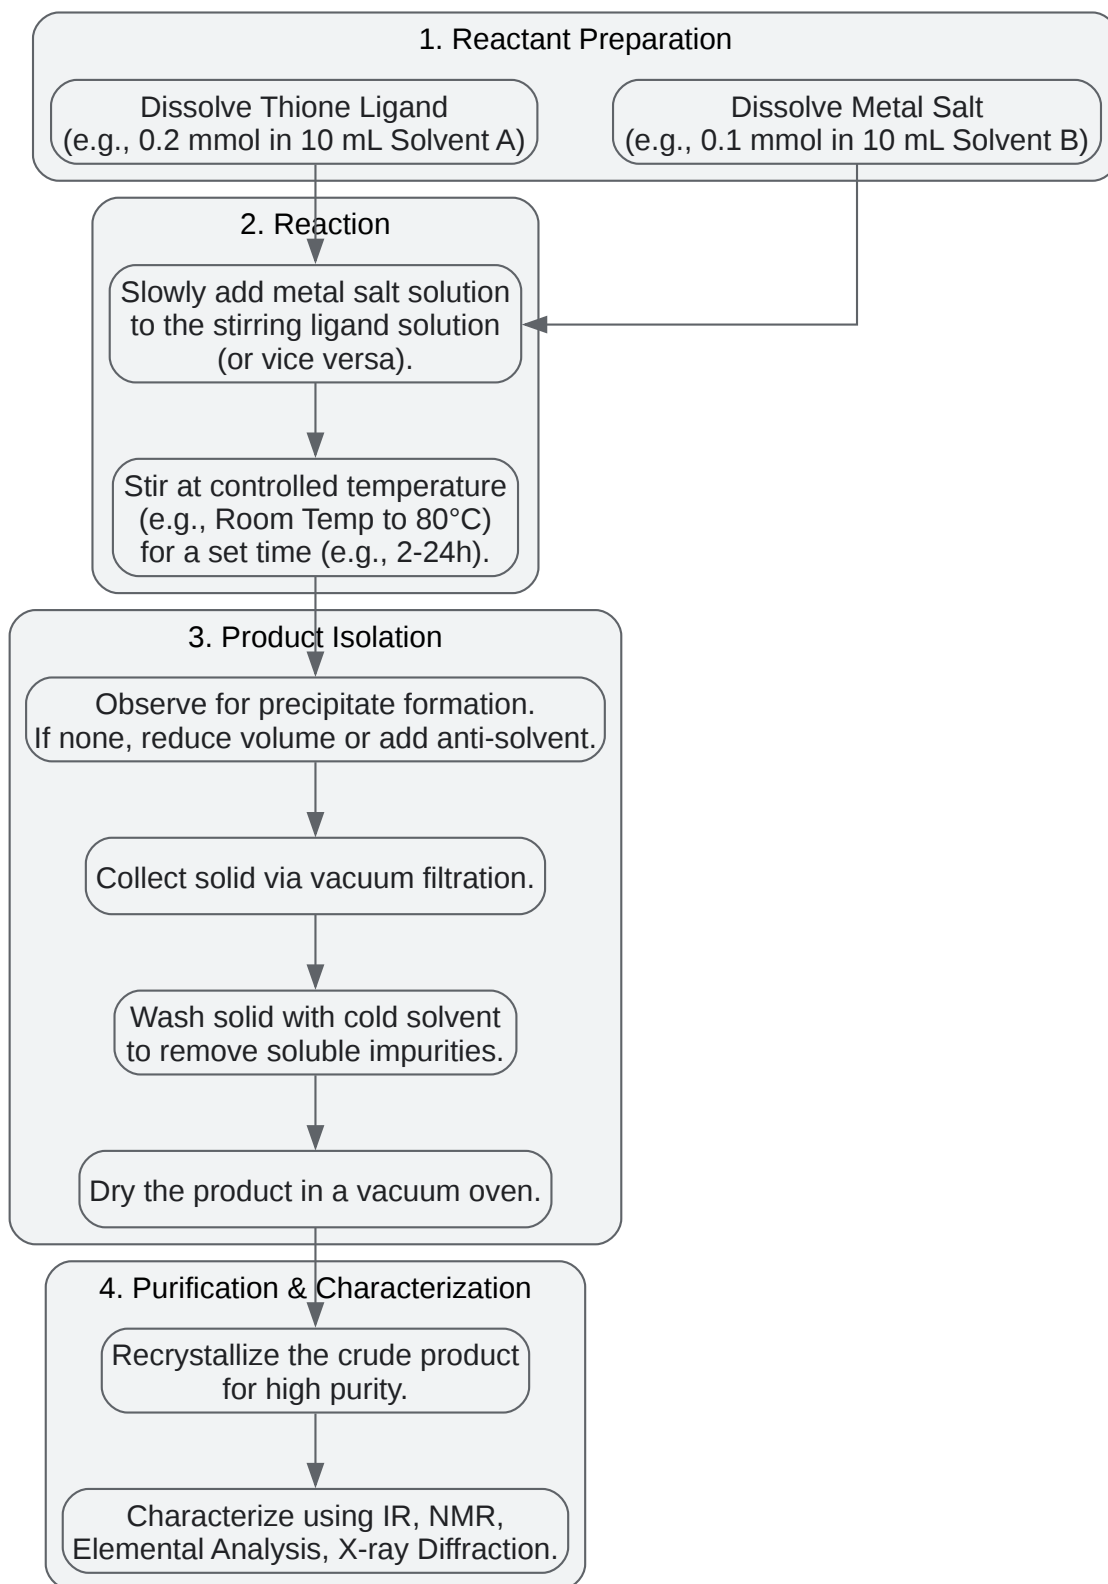 1. Reactant Preparation
Dissolve Thione Ligand
(e.g., 0.2 mmol in 10 mL Solvent A)
Dissolve Metal Salt
(e.g., 0.1 mmol in 10 mL Solvent B)
2. Reaction
Slowly add metal salt solution
to the stirring ligand solution
(or vice versa).
Stir at controlled temperature
(e.g., Room Temp to 80°C)
for a set time (e.g., 2-24h).
3. Product Isolation
Observe for precipitate formation.
If none, reduce volume or add anti-solvent.
Collect solid via vacuum filtration.
Wash solid with cold solvent
to remove soluble impurities.
Dry the product in a vacuum oven.
4. Purification & Characterization
Recrystallize the crude product
for high purity.
Characterize using IR, NMR,
Elemental Analysis, X-ray Diffraction.